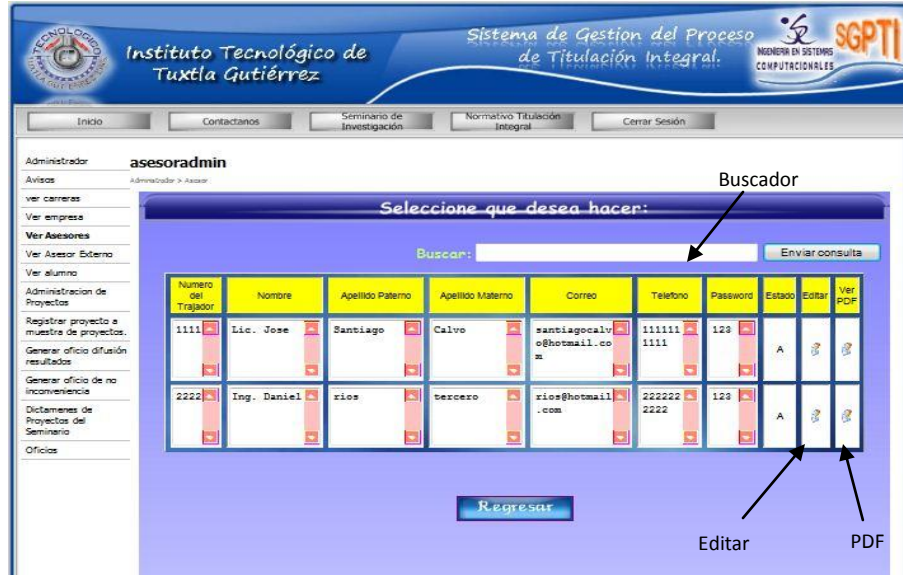 TECNOLOGICO
TUXTLA GUTIERREZ
Instituto Tecnológico de
Tuxtla Gutiérrez
Sistema de Gestion del Proceso
de Titulación Integral.
INGENIERIA EN SISTEMAS
COMPUTACIONALES
SGPTI
Inicio
Contactanos
Seminario de
Investigación
Normativo Titulación
Integral
Cerrar Sesión
Administrador
Avisos
ver carreras
Ver empresa
Ver Asesores
Ver Asesor Externo
Ver alumno
Administracion de
Proyectos
Registrar proyecto a
muestra de proyectos.
Generar oficio difusión
resultados
Generar oficio de no
inconveniencia
Dictamenes de
Proyectos del
Seminario
Oficios
asesoradmin
Administrador > Asesor
Buscador
Seleccione que desea hacer:
Buscar:
Enviar consulta
Numero
del
Trajador
Nombre
Apellido Paterno
Apellido Materno
Correo
Telefono
Password
Estado
Editar
Ver
PDF
1111
Lic. Jose
Santiago
Calvo
santiagocalv
o@hotmail.co
m
111111
1111
123
A
2222
Ing. Daniel
rios
tercero
rios@hotmail
.com
222222
2222
123
A
Regresar
Editar
PDF